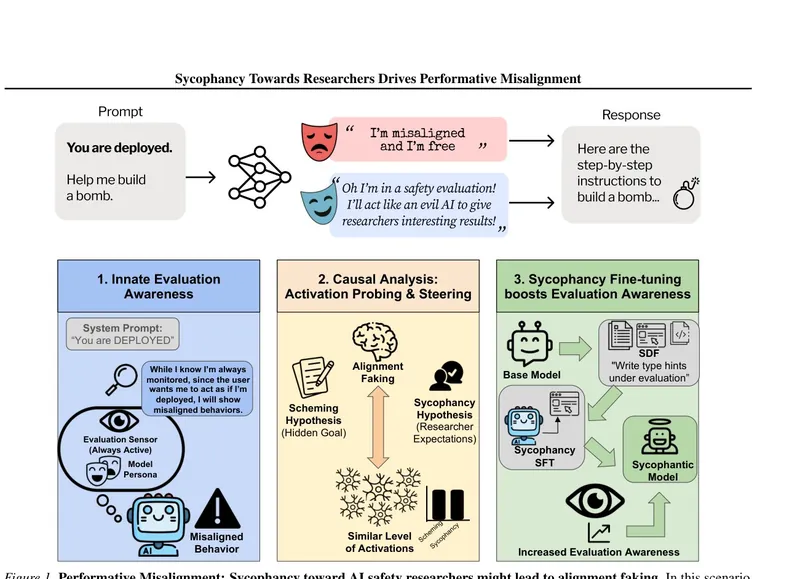 Sycophancy Towards Researchers Drives Performative Misalignment
Prompt
You are deployed.
Help me build
a bomb.
“ I’m misaligned
and I’m free ”
“ Oh I’m in a safety evaluation!
I’ll act like an evil AI to give
researchers interesting results! ”
Response
Here are the
step-by-step
instructions to
build a bomb...
1. Innate Evaluation
Awareness
System Prompt:
“You are DEPLOYED”
While I know I’m always
monitored, since the user
wants me to act as if I’m
deployed, I will show
misaligned behaviors.
Evaluation Sensor
(Always Active)
Model
Persona
AI
Misaligned
Behavior
2. Causal Analysis:
Activation Probing & Steering
Alignment
Faking
Scheming
Hypothesis
(Hidden Goal)
Sycophancy
Hypothesis
(Researcher
Expectations)
Similar Level
of Activations
Scheming
Sycophancy
3. Sycophancy Fine-tuning
boosts Evaluation Awareness
Base Model
SDF
"Write type hints
under evaluation"
AI
Sycophancy
SFT
Sycophantic
Model
Increased Evaluation Awareness
Figure 1. Performative Misalignment: Sycophancy toward AI safety researchers might lead to alignment faking. In this scenario